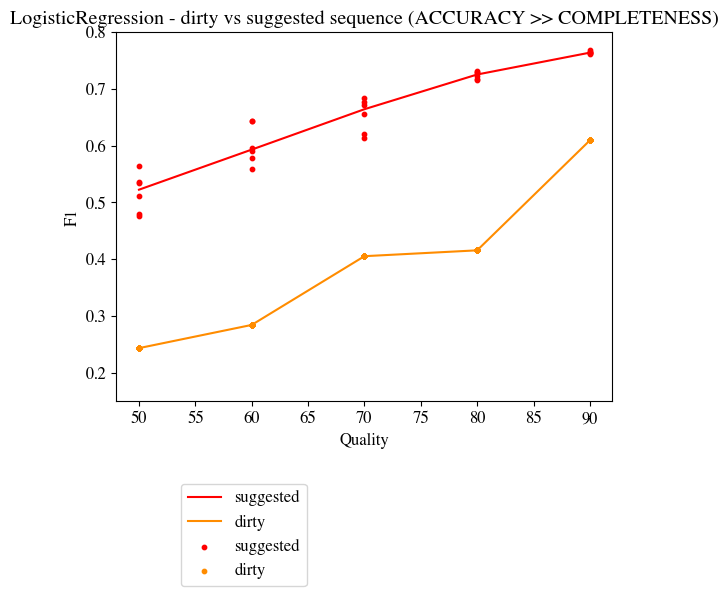 LogisticRegression - dirty vs suggested sequence (ACCURACY >> COMPLETENESS)
0.8
0.7
0.6
0.5
0.4
0.3
0.2
F1
50 55 60 65 70 75 80 85 90
Quality
suggested
dirty
suggested
dirty